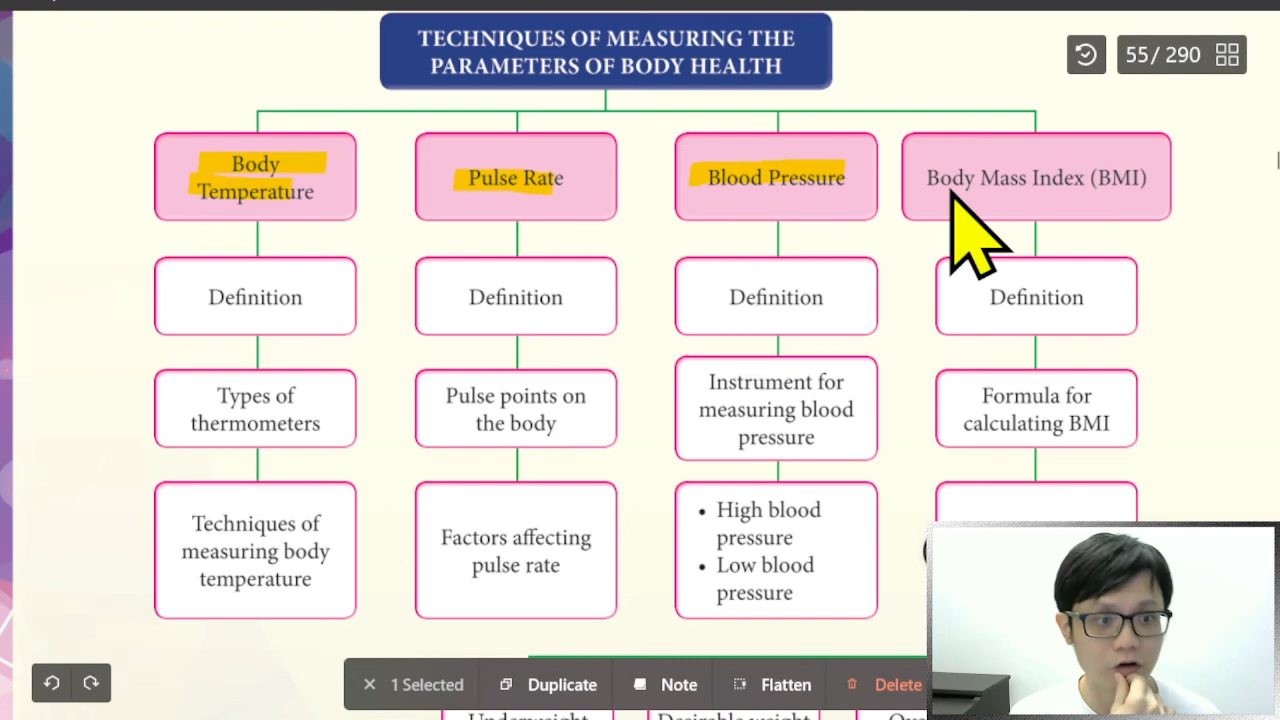 TECHNIQUES OF MEASURING THE
PARAMETERS OF BODY HEALTH
55/ 290
Body
Temperature
Pulse Rate
Blood Pressure
Body Mass Index (BMI)
Definition
Definition
Definition
Definition
Types of
thermometers
Pulse points on
the body
Instrument for
measuring blood
pressure
Formula for
calculating BMI
Techniques of
measuring body
temperature
Factors affecting
pulse rate
• High blood
pressure
• Low blood
pressure
× 1 Selected
Duplicate
Note
Flatten
Delete
Underweight
Desirable weight